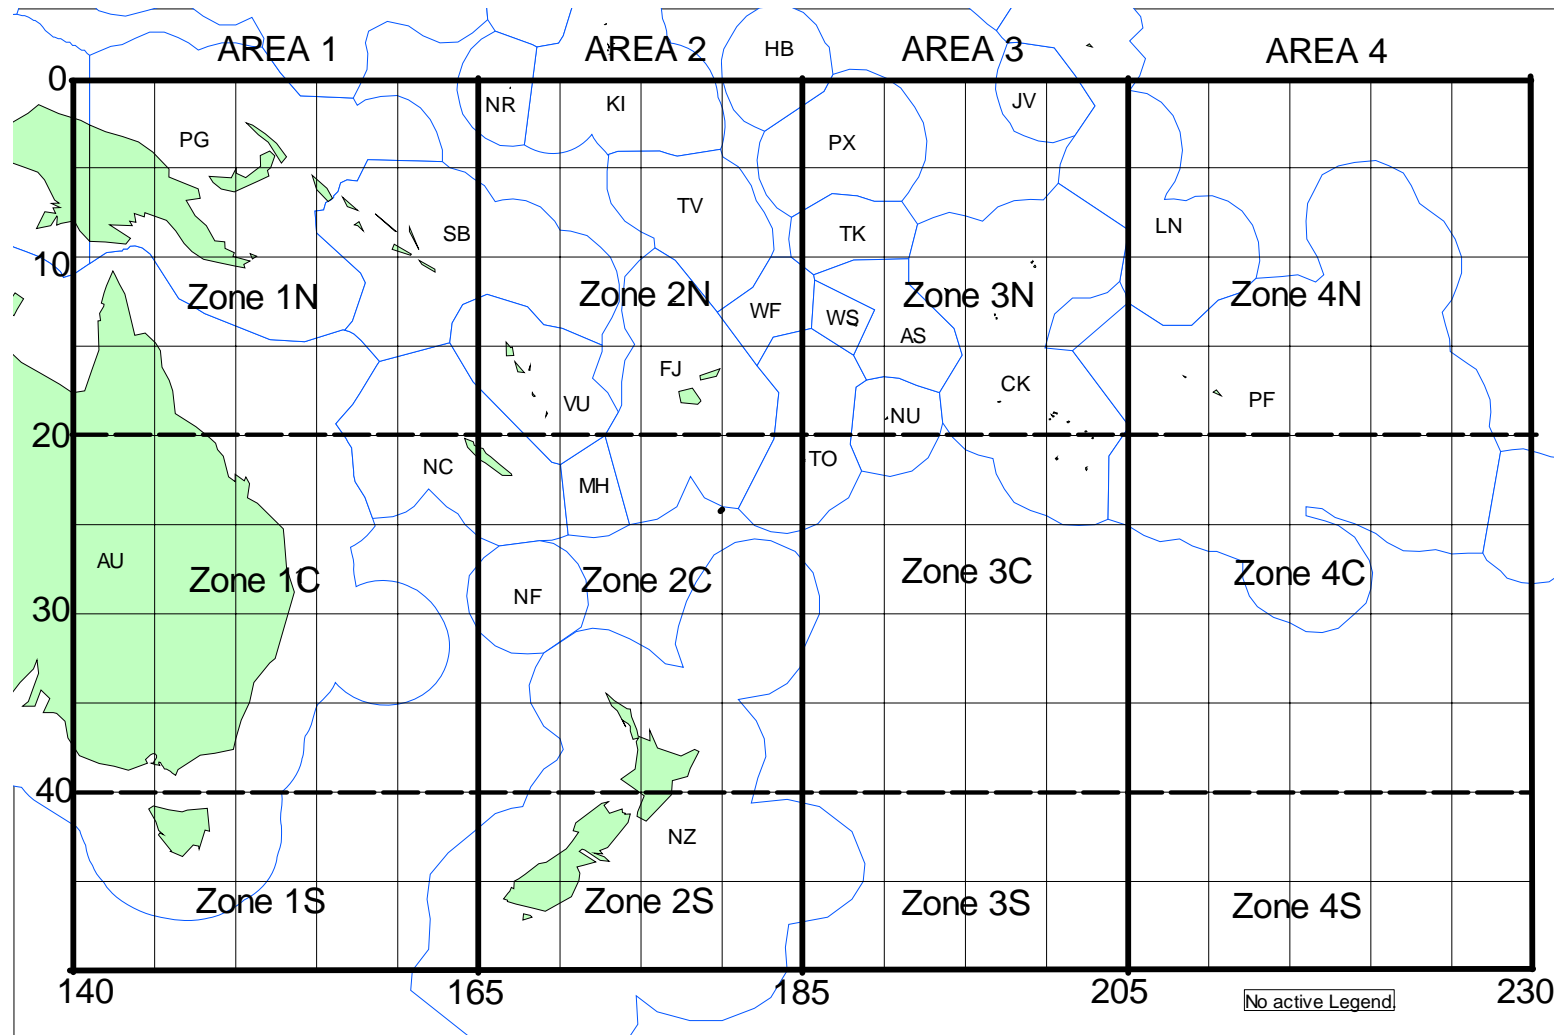 AREA 1 AREA 2 HB AREA 3 AREA 4
0
NR KI JV
PG PX
TV
SB TK LN
10
Zone 1N Zone 2N WF WS Zone 3N Zone 4N
AS
FJ CK
VU NU PF
20
NC MH TO
AU Zone 1C Zone 2C Zone 3C Zone 4C
NF
30
40
NZ
Zone 1S Zone 2S Zone 3S Zone 4S
140 165 185 205 230
No active Legend.